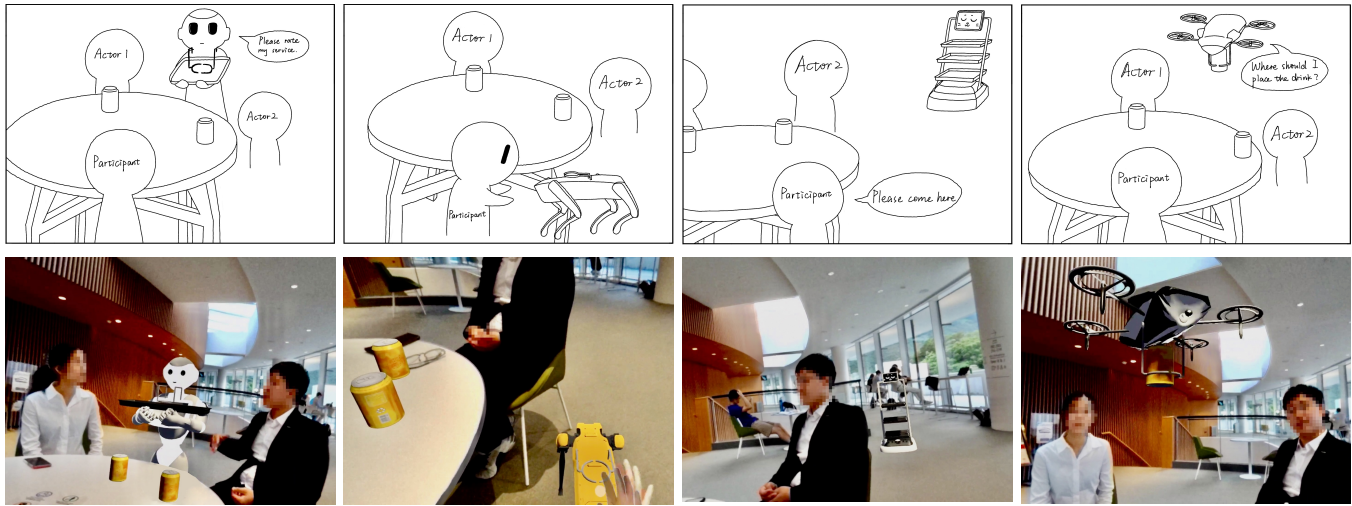 Actor 1
Please rate
my service.
Actor2
Participant
Actor 1
Actor 2
Participant
Actor 2
Participant
Please come here
Actor 1
Where should I
place the drink?
Actor 2
Participant